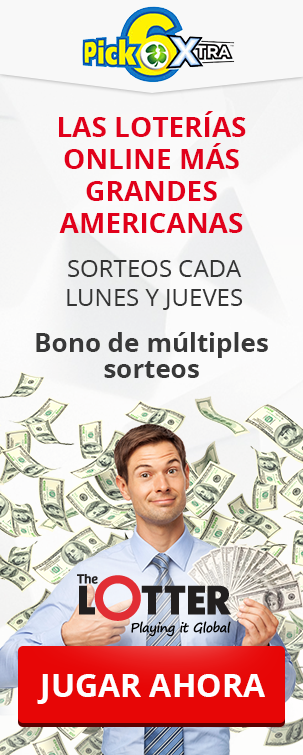 Pick 6 XTRA
LAS LOTERÍAS
ONLINE MÁS
GRANDES
AMERICANAS
SORTEOS CADA
LUNES Y JUEVES
Bono de múltiples
sorteos
The
LOTTER
Playing it Global
JUGAR AHORA